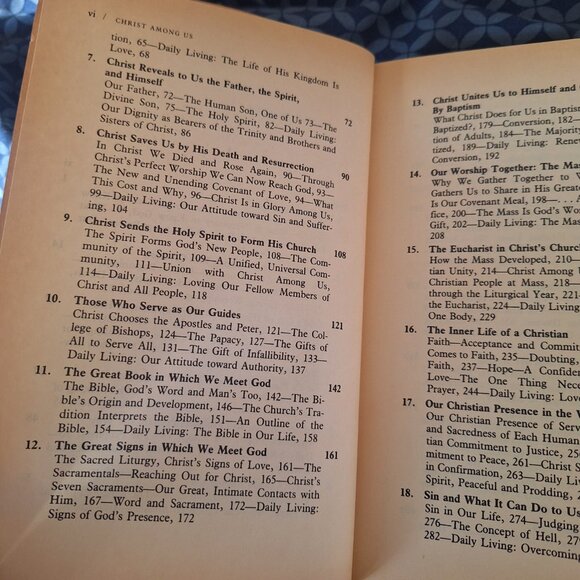 vi / CHRIST AMONG US
tion, 65—Daily Living: The Life of His Kingdom Is
Love, 68
7. Christ Reveals to Us the Father, the Spirit,
and Himself 72
Our Father, 72—The Human Son, One of Us 73—The
Divine Son, 75—The Holy Spirit, 82—Daily Living:
Our Dignity as Bearers of the Trinity and Brothers and
Sisters of Christ, 86
8. Christ Saves Us by His Death and Resurrection 90
In Christ We Died and Rose Again, 90—Through
Christ's Perfect Worship We Can Now Reach God, 93—
The New and Unending Covenant of Love, 94—What
This Cost and Why, 96—Christ Is in Glory Among Us,
99—Daily Living: Our Attitude toward Sin and Suffer-
ing, 104
9. Christ Sends the Holy Spirit to Form His Church 108
The Spirit Forms God's New People, 108—The Com-
munity of the Spirit, 109—A Unified, Universal Com-
munity, 111—Union with Christ Among Us,
114—Daily Living: Loving Our Fellow Members of
Christ and All People, 118
10. Those Who Serve as Our Guides 121
Christ Chooses the Apostles and Peter, 121—The Col-
lege of Bishops, 124—The Papacy, 127—The Gifts of
All to Serve All, 131—The Gift of Infallibility, 133—
Daily Living: Our Attitude toward Authority, 137
11. The Great Book in Which We Meet God 142
The Bible, God's Word and Man's Too, 142—The Bi-
ble's Origin and Development, 146—The Church's Tra-
dition Interprets the Bible, 151—An Outline of the
Bible, 154—Daily Living: The Bible in Our Life, 158
12. The Great Signs in Which We Meet God 161
The Sacred Liturgy, Christ's Signs of Love, 161—The
Sacramentals—Reaching Out for Christ, 165—Christ's
Seven Sacraments—Our Great, Intimate Contacts with
Him, 167—Word and Sacrament, 172—Daily Living:
Signs of God's Presence, 172
13. Christ Unites Us to Himself and
By Baptism
What Christ Does for Us in Baptism
Baptized?, 179—Conversion, 182—
tion of Adults, 184—The Majority
tized, 189—Daily Living: Rene
Conversion, 192
14. Our Worship Together: The Mas
Why We Gather Together to W
Gathers Us to Share in His Great
Is Our Covenant Meal, 198—. . . A
fice, 200—The Mass Is God's Wo
Gift, 202—Daily Living: The Mass
208
15. The Eucharist in Christ's Church
How the Mass Developed, 210—
tian Unity, 214—Christ Among
Christian People at Mass, 218—
through the Liturgical Year, 221
the Eucharist, 224—Daily Living
One Body, 229
16. The Inner Life of a Christian
Faith—Acceptance and Commit
Comes to Faith, 235—Doubting,
Faith, 237—Hope—A Confiden
Love—The One Thing Neces
Prayer, 244—Daily Living: Love
17. Our Christian Presence in the W
Our Christian Presence of Serv
and Sacredness of Each Human
tian Commitment to Justice, 25
mitment to Peace, 261—Christ S
in Confirmation, 263—Daily Livi
Spirit, Peaceful and Prodding, 2
18. Sin and What It Can Do to Us
Sin in Our Life, 274—Judging
276—The Concept of Hell, 27
282—Daily Living: Overcoming